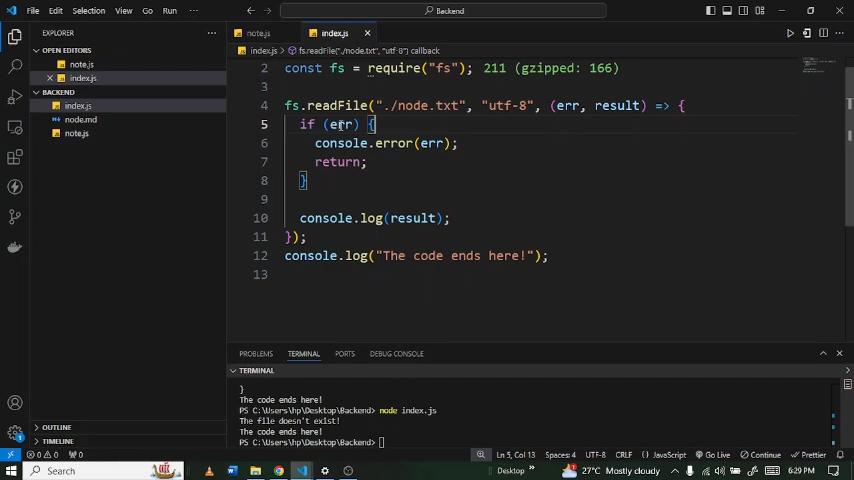 File Edit Selection View Go Run
Backend
EXPLORER
OPEN EDITORS
note.js
index.js
BACKEND
index.js
node.md
note.js
OUTLINE
TIMELINE
note.js
index.js
index.js > fs.readFile("./node.txt", "utf-8") callback
2 const fs = require("fs"); 211 (gzipped: 166)
4 fs.readFile("./node.txt", "utf-8", (err, result) => {
5 if (err) {
6 console.error(err);
7 return;
8 }
9
10 console.log(result);
11 });
12 console.log("The code ends here!");
13
PROBLEMS TERMINAL PORTS DEBUG CONSOLE
TERMINAL
}
The code ends here!
PS C:\Users\hp\Desktop\Backend> node index.js
The file doesn't exist!
The code ends here!
PS C:\Users\hp\Desktop\Backend>
1
0 0 0 Ln 5, Col 13 Spaces: 4 UTF-8 CRLF {} JavaScript Go Live Continue Prettier
Search Desktop 27°C Mostly cloudy 6:29 PM